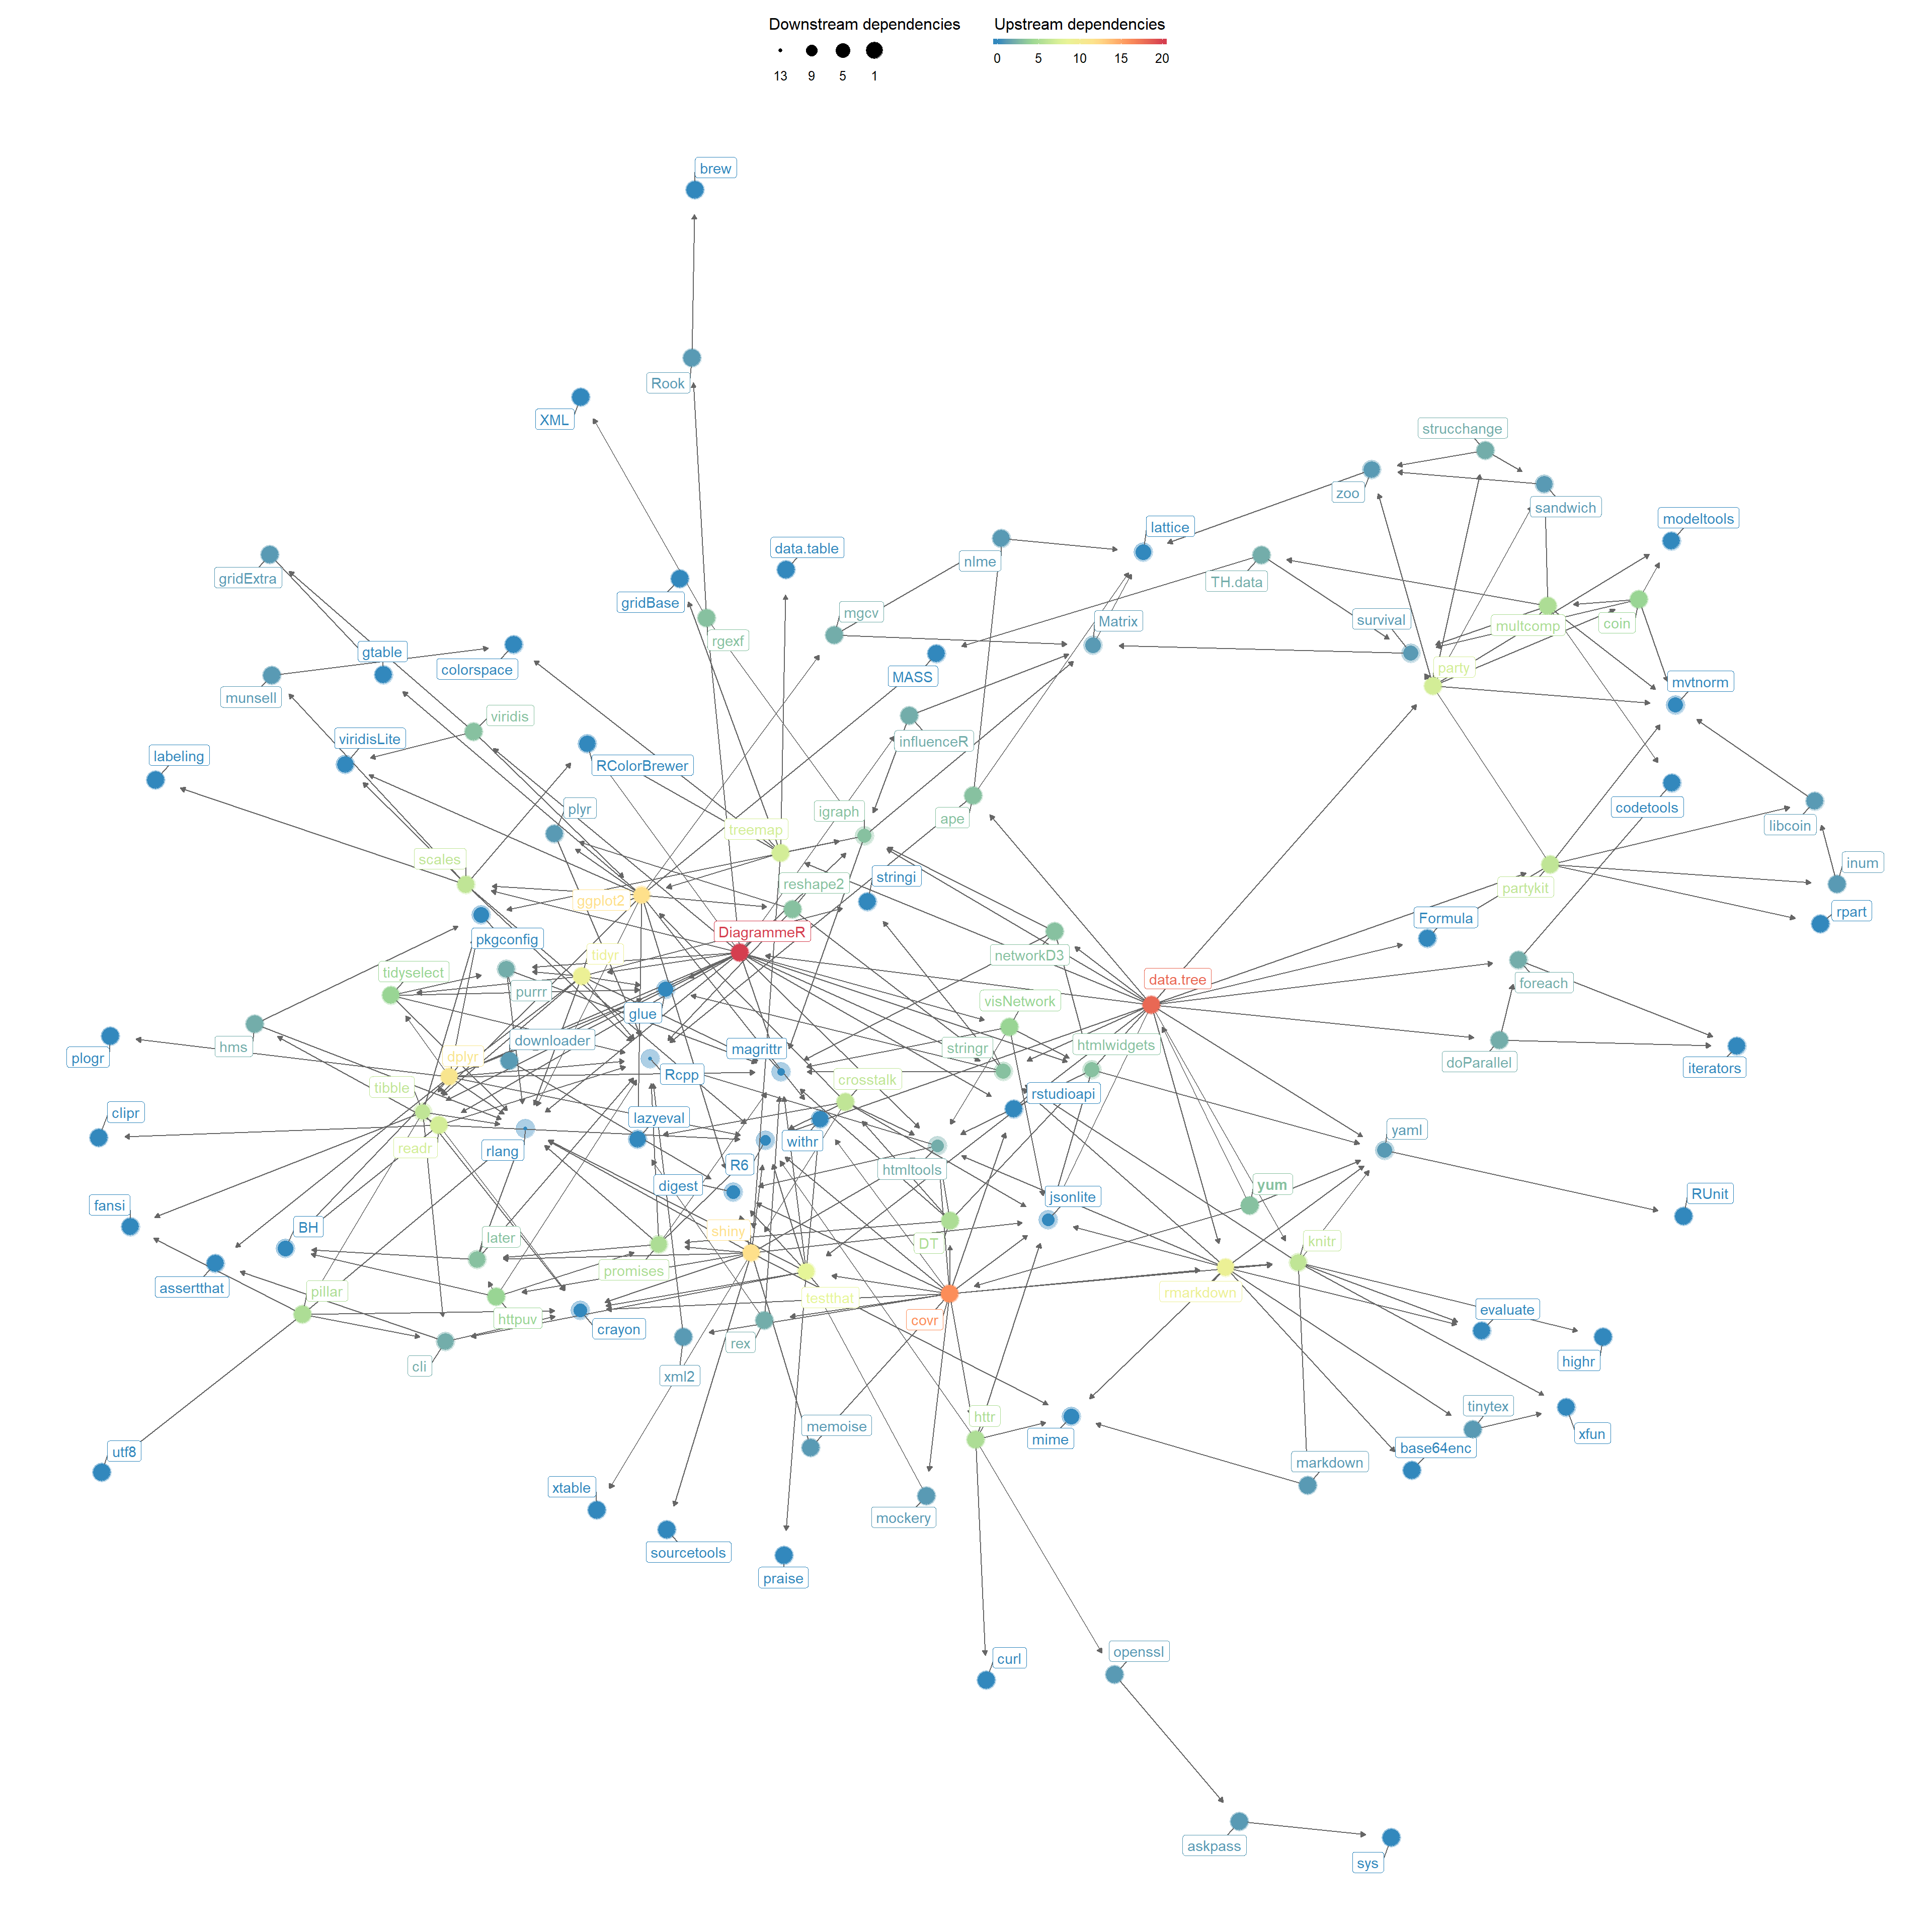 Downstream dependencies
Upstream dependencies
13 9 5 1
0 5 10 15 20
brew
Rook
XML
strucchange
zoo
sandwich
modeltools
lattice
data.table
nlme
gridExtra
TH.data
gridBase
mgcv
Matrix
survival
multcomp
coin
rgexf
gtable
colorspace
MASS
party
mvtnorm
munsell
viridis
viridisLite
influenceR
labeling
RColorBrewer
plyr
igraph
ape
codetools
libcoin
treemap
scales
inum
reshape2
stringi
partykit
ggplot2
rpart
Formula
DiagrammeR
pkgconfig
tidyr
networkD3
tidyselect
data.tree
foreach
purrr
visNetwork
glue
downloader
hms
plogr
magrittr
stringr
htmlwidgets
dplyr
doParallel
iterators
Rcpp
crosstalk
tibble
rstudioapi
clipr
lazyeval
yaml
withr
readr
rlang
R6
htmltools
digest
yum
jsonlite
RUnit
fansi
BH
shiny
later
DT
knitr
promises
assertthat
pillar
testthat
rmarkdown
evaluate
httpuv
covr
crayon
rex
highr
cli
xml2
tinytex
httr
memoise
mime
xfun
utf8
base64enc
markdown
xtable
mockery
sourcetools
praise
openssl
curl
askpass
sys